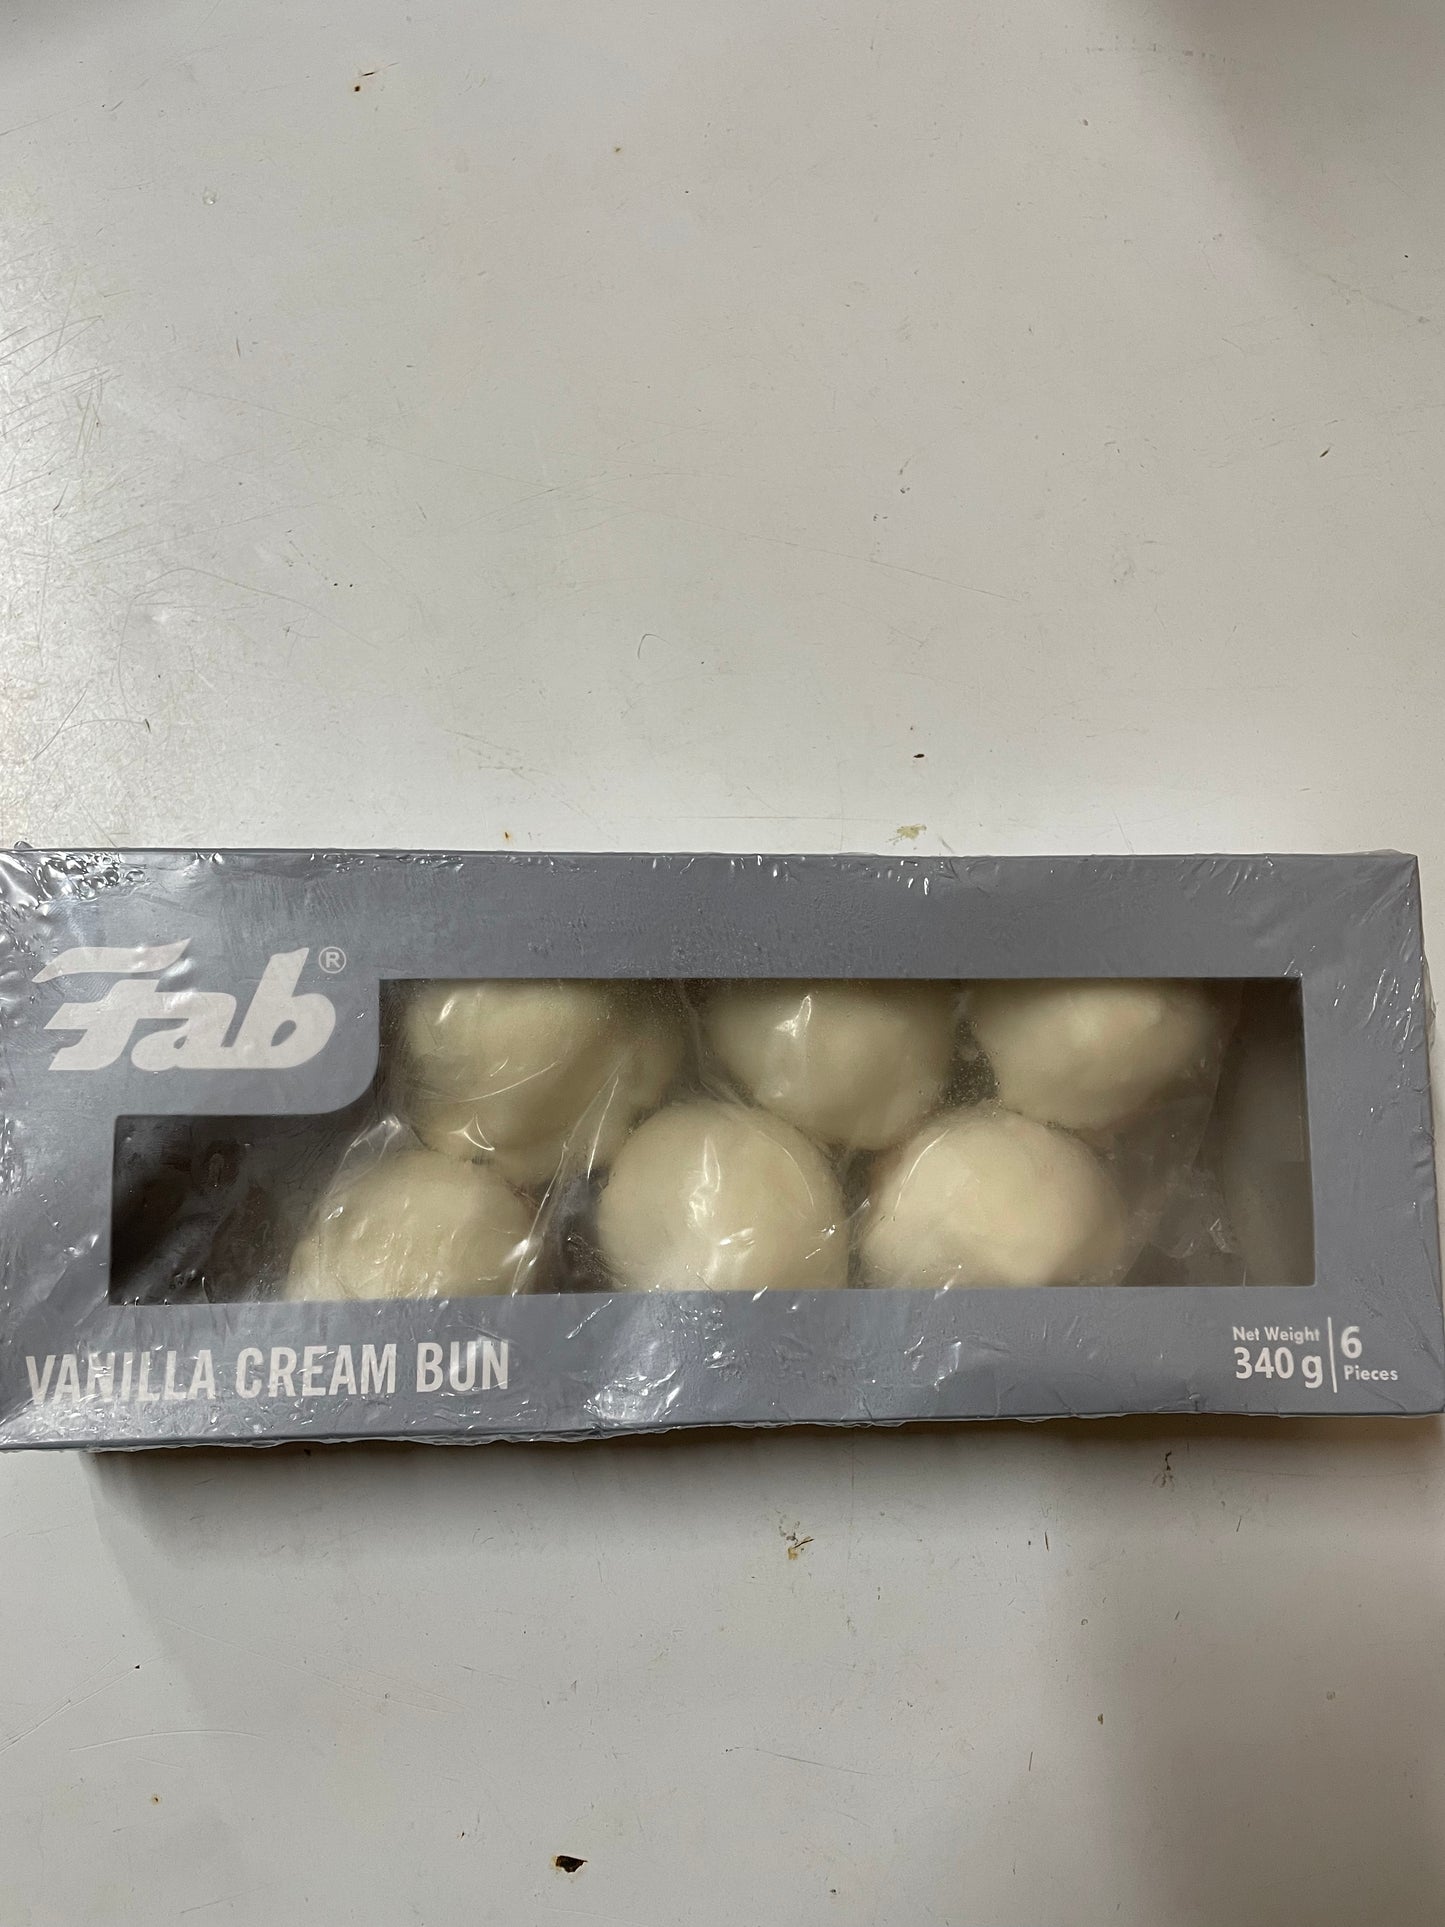 Fab®
VANILLA CREAM BUN
Net Weight
340 g
6
Pieces